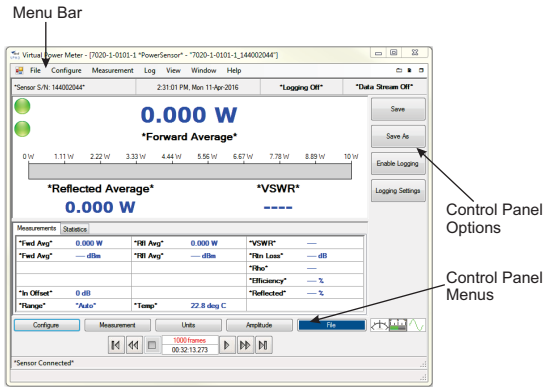 Menu Bar
Virtual Power Meter - [7020-1-0101-1 *PowerSensor* - "7020-1-0101-1_144002044"]
File Configure Measurement Log View Window Help
"Sensor S/N: 144002044" 2:31:01 PM, Mon 11-Apr-2016 "Logging Off" "Data Stream Off"
0.000 W
"Forward Average"
0 W 1.11 W 2.22 W 3.33 W 4.44 W 5.56 W 6.67 W 7.78 W 8.89 W 10 W
"Reflected Average" "VSWR"
0.000 W ----
Save
Save As
Enable Logging
Logging Settings
Control Panel
Options
Measurements Statistics
"Fwd Avg" 0.000 W "Rfl Avg" 0.000 W "VSWR" ----
"Fwd Avg" ---- dBm "Rfl Avg" ---- dBm "Rtn Loss" ---- dB
"Rho" ----
"Efficiency" ---- %
"In Offset" 0 dB "Reflected" ---- %
"Range" "Auto" "Temp" 22.8 deg C
Control Panel
Menus
Configure Measurement Units Amplitude File
1000 frames
00:32:13.273
"Sensor Connected"